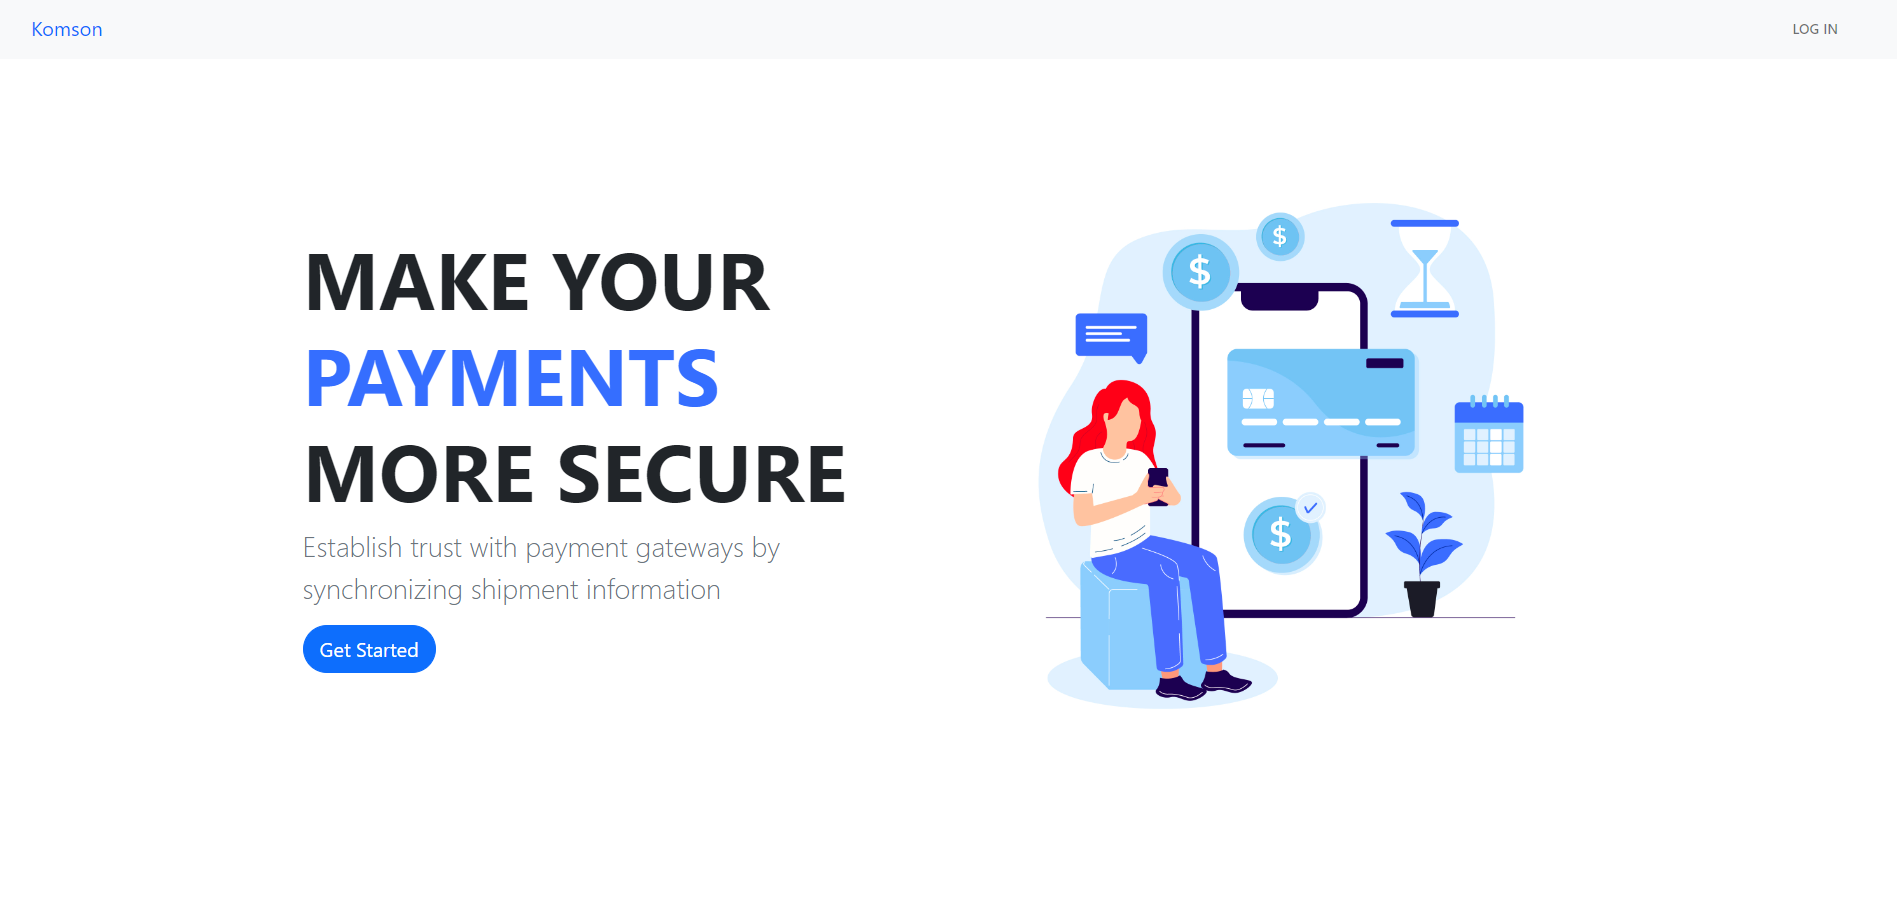 Komson
LOG IN
MAKE YOUR
PAYMENTS
MORE SECURE
Establish trust with payment gateways by
synchronizing shipment information
Get Started
$
$
$